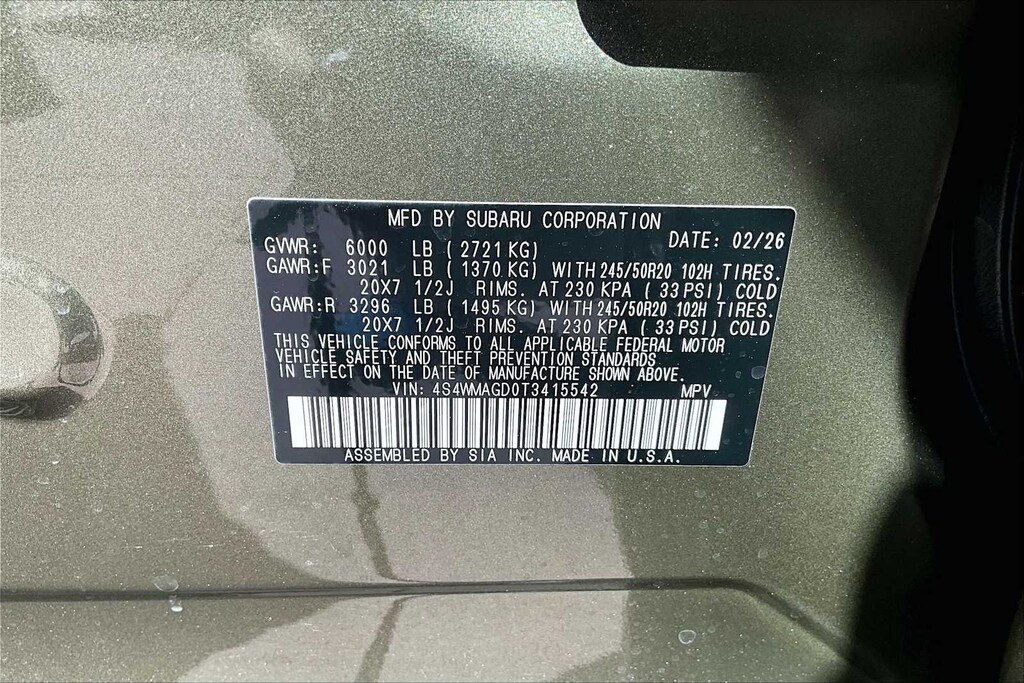 MFD BY SUBARU CORPORATION
GVWR: 6000 LB ( 2721 KG) DATE: 02/26
GAWR:F 3021 LB ( 1370 KG) WITH 245/50R20 102H TIRES.
20X7 1/2J RIMS. AT 230 KPA ( 33 PSI) COLD
GAWR:R 3296 LB ( 1495 KG) WITH 245/50R20 102H TIRES.
20X7 1/2J RIMS. AT 230 KPA ( 33 PSI) COLD
THIS VEHICLE CONFORMS TO ALL APPLICABLE FEDERAL MOTOR
VEHICLE SAFETY AND THEFT PREVENTION STANDARDS
IN EFFECT ON THE DATE OF MANUFACTURE SHOWN ABOVE.
VIN: 4S4WMAGD0T3415542 MPV
ASSEMBLED BY SIA INC. MADE IN U.S.A.